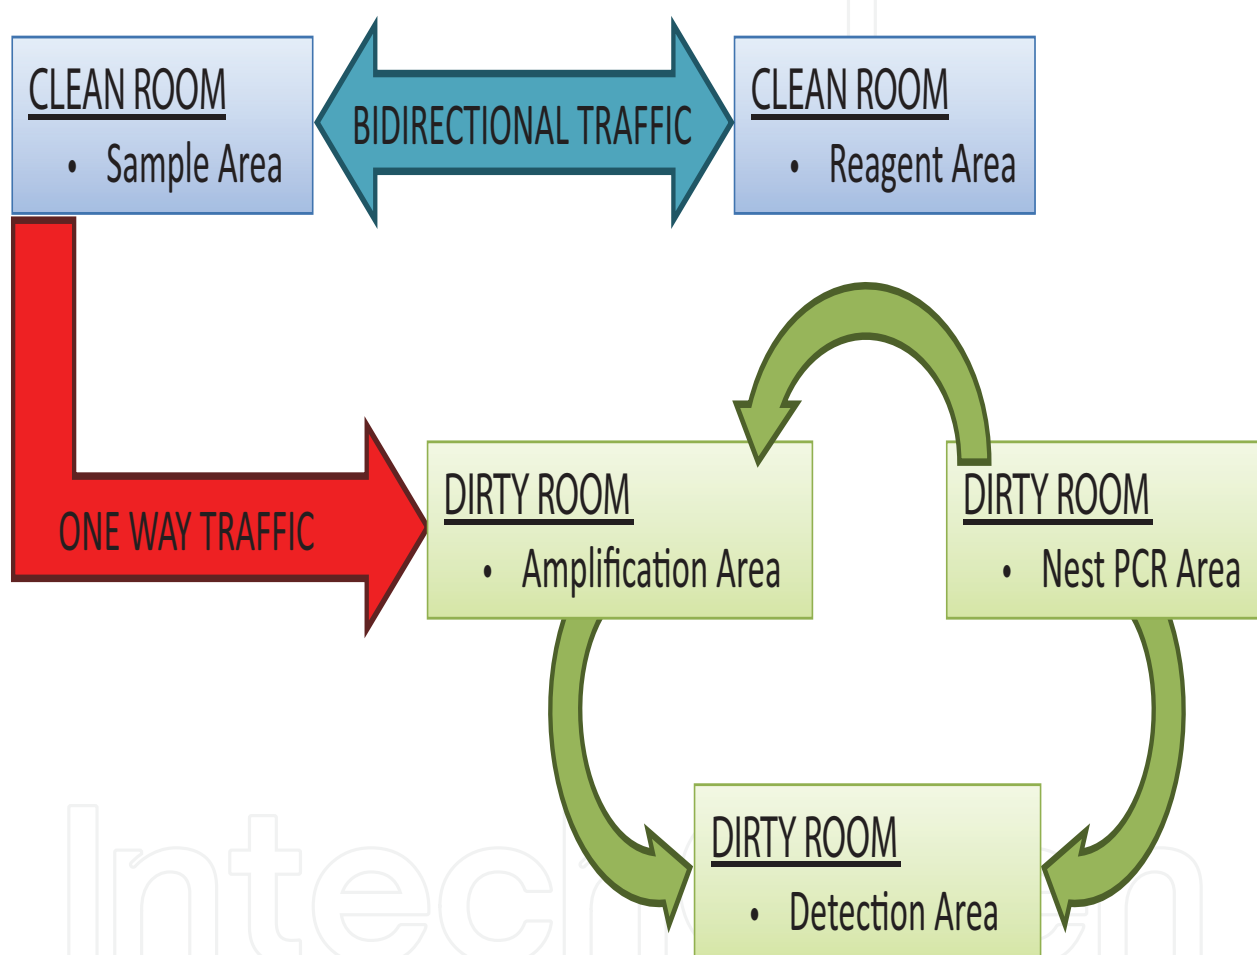 CLEAN ROOM
• Sample Area
BIDIRECTIONAL TRAFFIC
CLEAN ROOM
• Reagent Area
ONE WAY TRAFFIC
DIRTY ROOM
• Amplification Area
DIRTY ROOM
• Nest PCR Area
DIRTY ROOM
• Detection Area